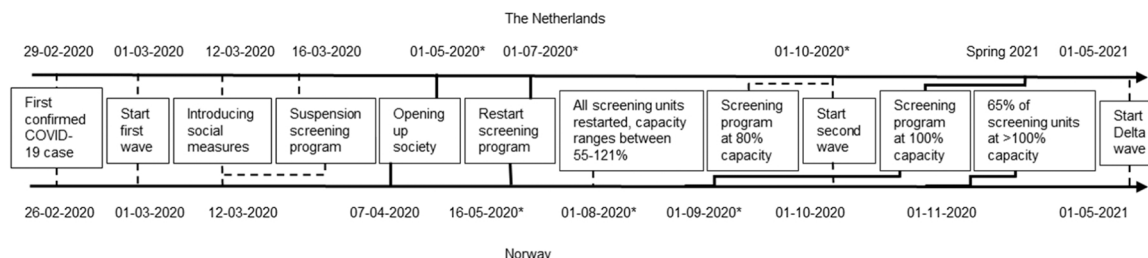 The Netherlands
29-02-2020 01-03-2020 12-03-2020 16-03-2020 01-05-2020* 01-07-2020* 01-10-2020* Spring 2021 01-05-2021
First
confirmed
COVID-
19 case
Start
first
wave
Introducing
social
measures
Suspension
screening
program
Opening
up
society
Restart
screening
program
All screening units
restarted, capacity
ranges between
55-121%
Screening
program
at 80%
capacity
Start
second
wave
Screening
program
at 100%
capacity
65% of
screening units
at >100%
capacity
Start
Delta
wave
26-02-2020 01-03-2020 12-03-2020 07-04-2020 16-05-2020* 01-08-2020* 01-09-2020* 01-10-2020 01-11-2020 01-05-2021
Norway